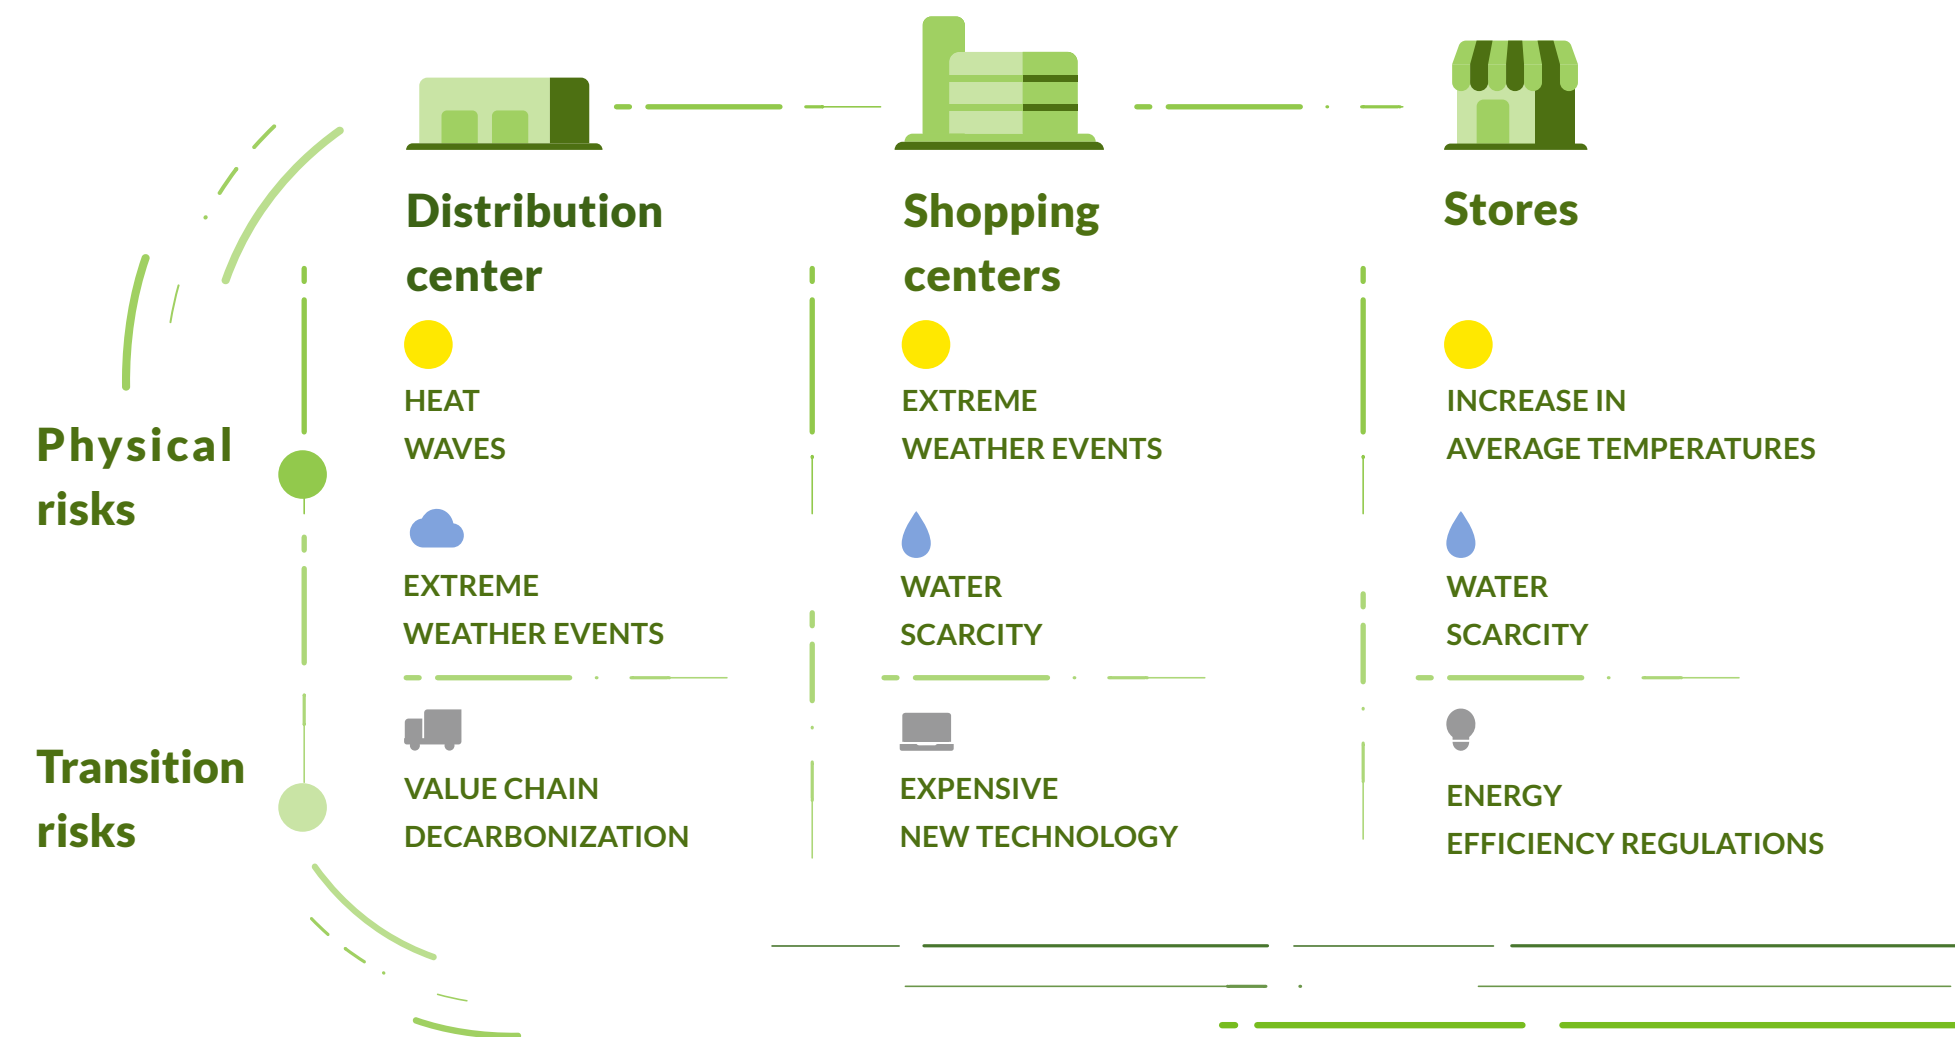 Distribution
center
Shopping
centers
Stores
Physical
risks
HEAT
WAVES
EXTREME
WEATHER EVENTS
INCREASE IN
AVERAGE TEMPERATURES
EXTREME
WEATHER EVENTS
WATER
SCARCITY
WATER
SCARCITY
Transition
risks
VALUE CHAIN
DECARBONIZATION
EXPENSIVE
NEW TECHNOLOGY
ENERGY
EFFICIENCY REGULATIONS